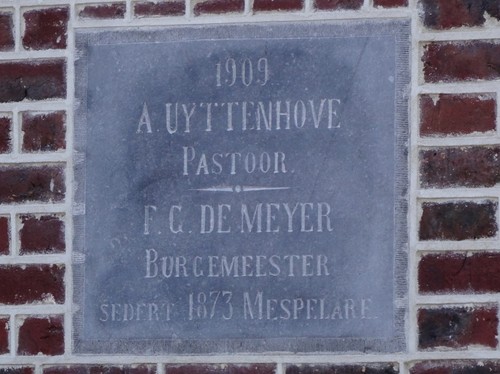 1909
A. UYTTENHOVE
PASTOOR.
F. G. DE MEYER
BURGEMEESTER
SEDERT 1873 MESPELARE.